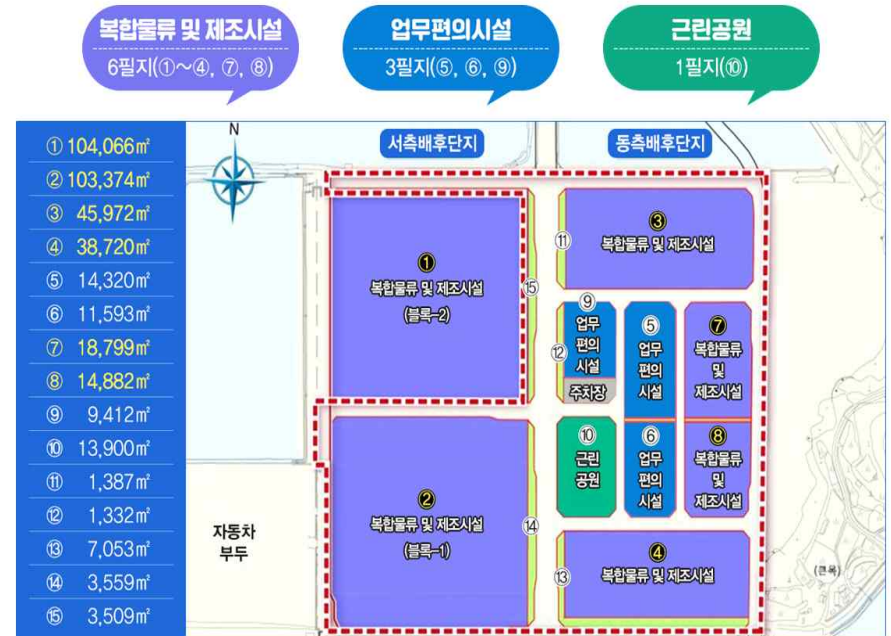 복합물류 및 제조시설
6필지(①~④, ⑦, ⑧)
업무편의시설
3필지(⑤, ⑥, ⑨)
근린공원
1필지(⑩)
① 104,066㎡
② 103,374㎡
③ 45,972㎡
④ 38,720㎡
⑤ 14,320㎡
⑥ 11,593㎡
⑦ 18,799㎡
⑧ 14,882㎡
⑨ 9,412㎡
⑩ 13,900㎡
⑪ 1,387㎡
⑫ 1,332㎡
⑬ 7,053㎡
⑭ 3,559㎡
⑮ 3,509㎡
N
서측배후단지
동측배후단지
①
복합물류 및 제조시설
(블록-2)
⑮
⑪
③
복합물류 및 제조시설
⑫
⑨
업무
편의
시설
주차장
⑤
업무
편의
시설
⑦
복합물류
및
제조시설
②
복합물류 및 제조시설
(블록-1)
⑭
⑩
근린
공원
⑥
업무
편의
시설
⑧
복합물류
및
제조시설
⑬
④
복합물류 및 제조시설
자동차
부두
(큰목)